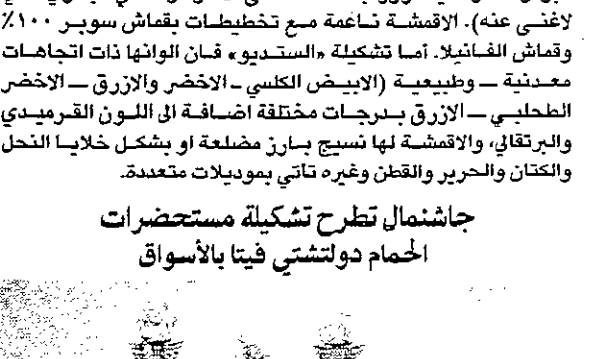 لاغنى عنه). الاقمشة ناعمة مع تخطيطات بقماش سوبر ١٠٠٪
وقماش الفانيلا. أما تشكيلة «الستديو» فان الوانها ذات اتجاهات
معدنية — وطبيعية (الابيض الكلسي - الاخضر والازرق — الاخضر
الطحلبي — الازرق بدرجات مختلفة اضافة الى اللون القرميدي
والبرتقالي، والاقمشة لها نسيج بارز مضلعة او بشكل خلايا النحل
والكتان والحرير والقطن وغيره تاتي بموديلات متعددة.
جاشنمال تطرح تشكيلة مستحضرات
الحمام دولتشتي فيتا بالأسواق